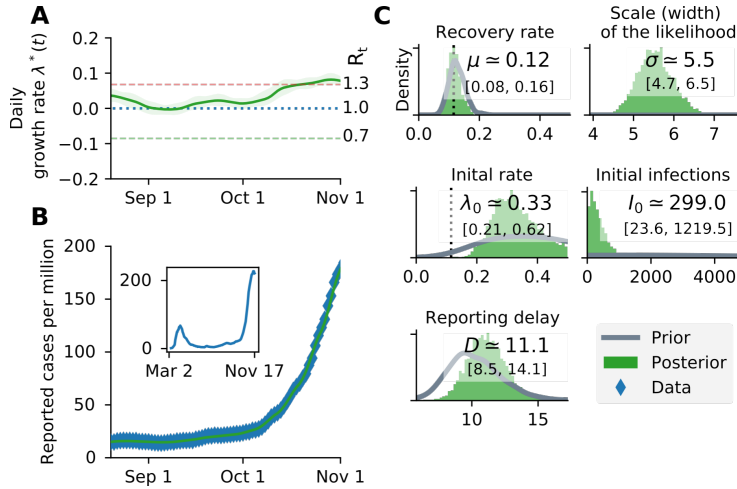 A
Daily
growth rate λ*(t)
0.2
0.1
0.0
−0.1
−0.2
Rt
1.3
1.0
0.7
Sep 1
Oct 1
Nov 1
B
Reported cases per million
200
150
100
50
0
200
0
Mar 2
Nov 17
Sep 1
Oct 1
Nov 1
C
Density
Recovery rate
μ ≃ 0.12
[0.08, 0.16]
0.0
0.2
0.4
Scale (width)
of the likelihood
σ ≃ 5.5
[4.7, 6.5]
4
5
6
7
Inital rate
λ0 ≃ 0.33
[0.21, 0.62]
0.0
0.2
0.4
Initial infections
I0 ≃ 299.0
[23.6, 1219.5]
0
2000
4000
Reporting delay
D ≃ 11.1
[8.5, 14.1]
10
15
Prior
Posterior
Data